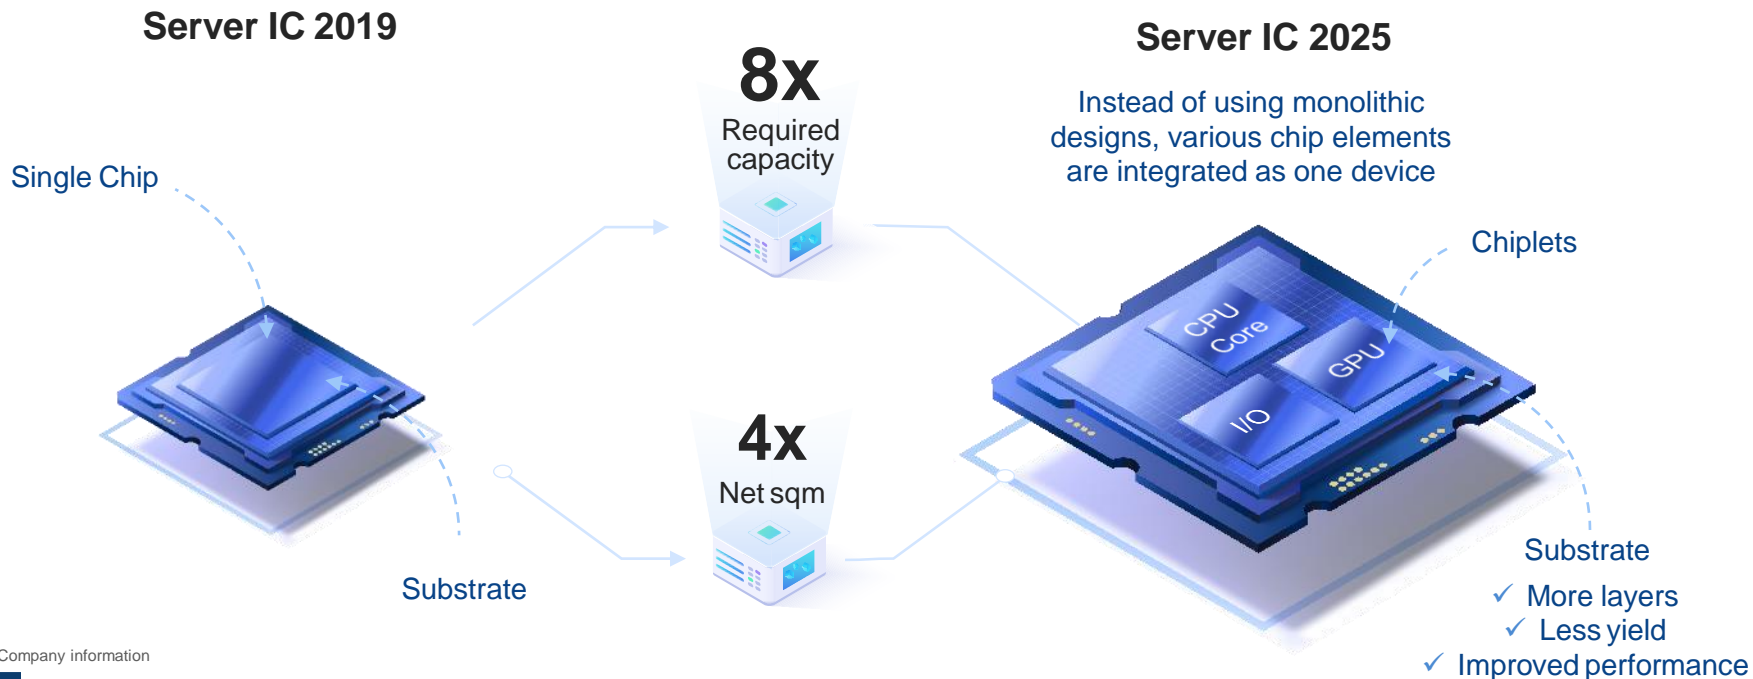 Server IC 2019
Single Chip
Substrate
8x
Required
capacity
4x
Net sqm
Server IC 2025
Instead of using monolithic
designs, various chip elements
are integrated as one device
Chiplets
CPU
Core
GPU
I/O
Substrate
✓ More layers
✓ Less yield
✓ Improved performance
Company information